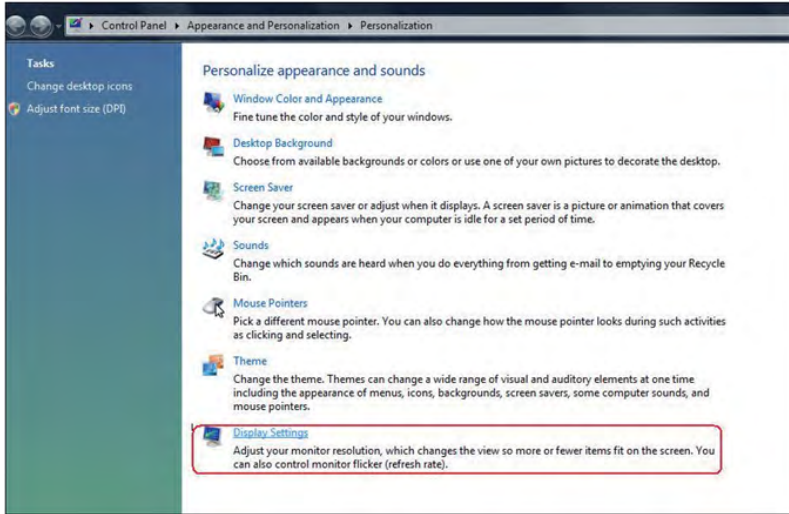 Control Panel ▸ Appearance and Personalization ▸ Personalization
Tasks
Change desktop icons
Adjust font size (DPI)
Personalize appearance and sounds
Window Color and Appearance
Fine tune the color and style of your windows.
Desktop Background
Choose from available backgrounds or colors or use one of your own pictures to decorate the desktop.
Screen Saver
Change your screen saver or adjust when it displays. A screen saver is a picture or animation that covers
your screen and appears when your computer is idle for a set period of time.
Sounds
Change which sounds are heard when you do everything from getting e-mail to emptying your Recycle
Bin.
Mouse Pointers
Pick a different mouse pointer. You can also change how the mouse pointer looks during such activities
as clicking and selecting.
Theme
Change the theme. Themes can change a wide range of visual and auditory elements at one time
including the appearance of menus, icons, backgrounds, screen savers, some computer sounds, and
mouse pointers.
Display Settings
Adjust your monitor resolution, which changes the view so more or fewer items fit on the screen. You
can also control monitor flicker (refresh rate).